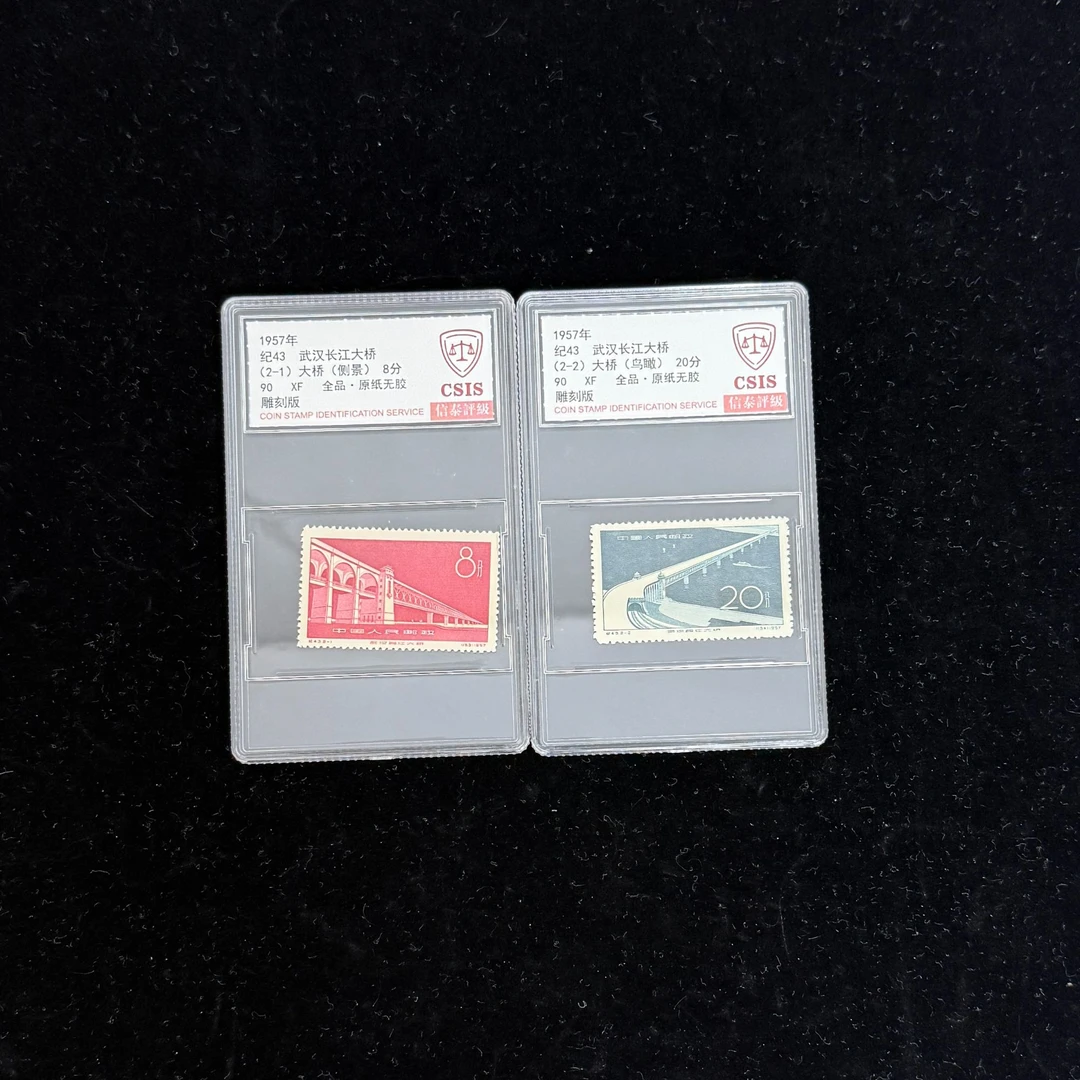 1957年
纪43 武汉长江大桥
(2-1) 大桥（侧景） 8分
90 XF 全品·原纸无胶
雕刻版
COIN STAMP IDENTIFICATION SERVICE
CSIS
信泰評級
8分
中国人民邮政
1957年
纪43 武汉长江大桥
(2-2) 大桥（鸟瞰） 20分
90 XF 全品·原纸无胶
雕刻版
COIN STAMP IDENTIFICATION SERVICE
CSIS
信泰評級
中国人民邮政
20分